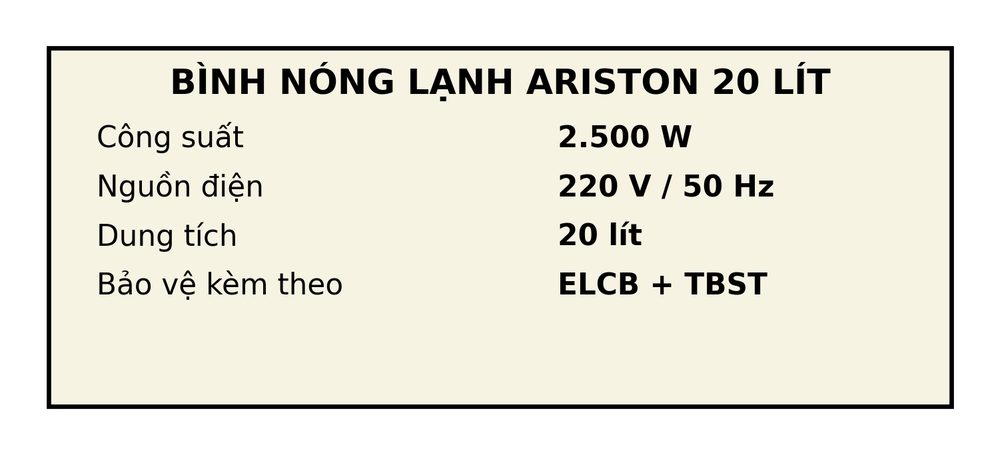 BÌNH NÓNG LẠNH ARISTON 20 LÍT
Công suất 2.500 W
Nguồn điện 220 V / 50 Hz
Dung tích 20 lít
Bảo vệ kèm theo ELCB + TBST